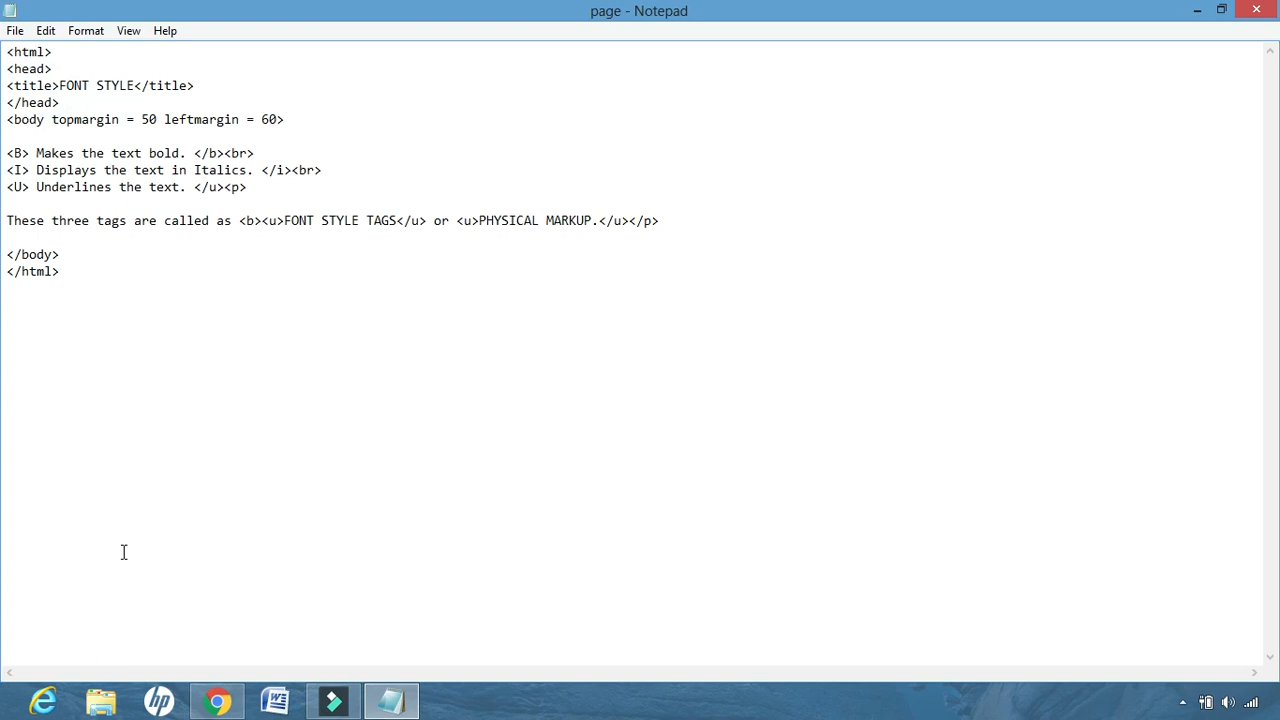 page - Notepad
File Edit Format View Help
<html>
<head>
<title>FONT STYLE</title>
</head>
<body topmargin = 50 leftmargin = 60>
<B> Makes the text bold. </b><br>
<I> Displays the text in Italics. </i><br>
<U> Underlines the text. </u><p>
These three tags are called as <b><u>FONT STYLE TAGS</u> or <u>PHYSICAL MARKUP.</u></p>
</body>
</html>
hp